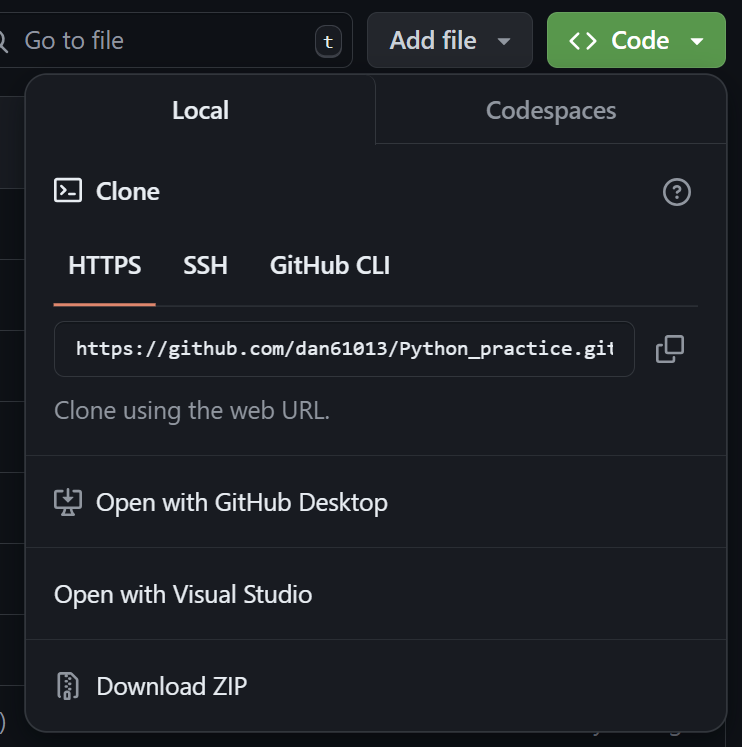 Go to file
t
Add file
<> Code
Local
Codespaces
Clone
HTTPS
SSH
GitHub CLI
https://github.com/dan61013/Python_practice.git
Clone using the web URL.
Open with GitHub Desktop
Open with Visual Studio
Download ZIP
)